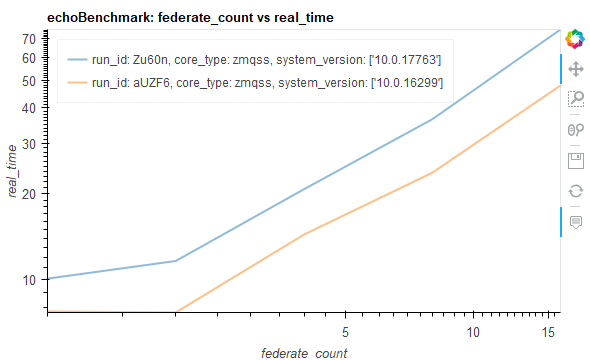 echoBenchmark: federate_count vs real_time
run_id: Zu60n, core_type: zmqss, system_version: ['10.0.17763']
run_id: aUZF6, core_type: zmqss, system_version: ['10.0.16299']
70
60
50
40
30
20
10
real_time
5
10
15
federate_count